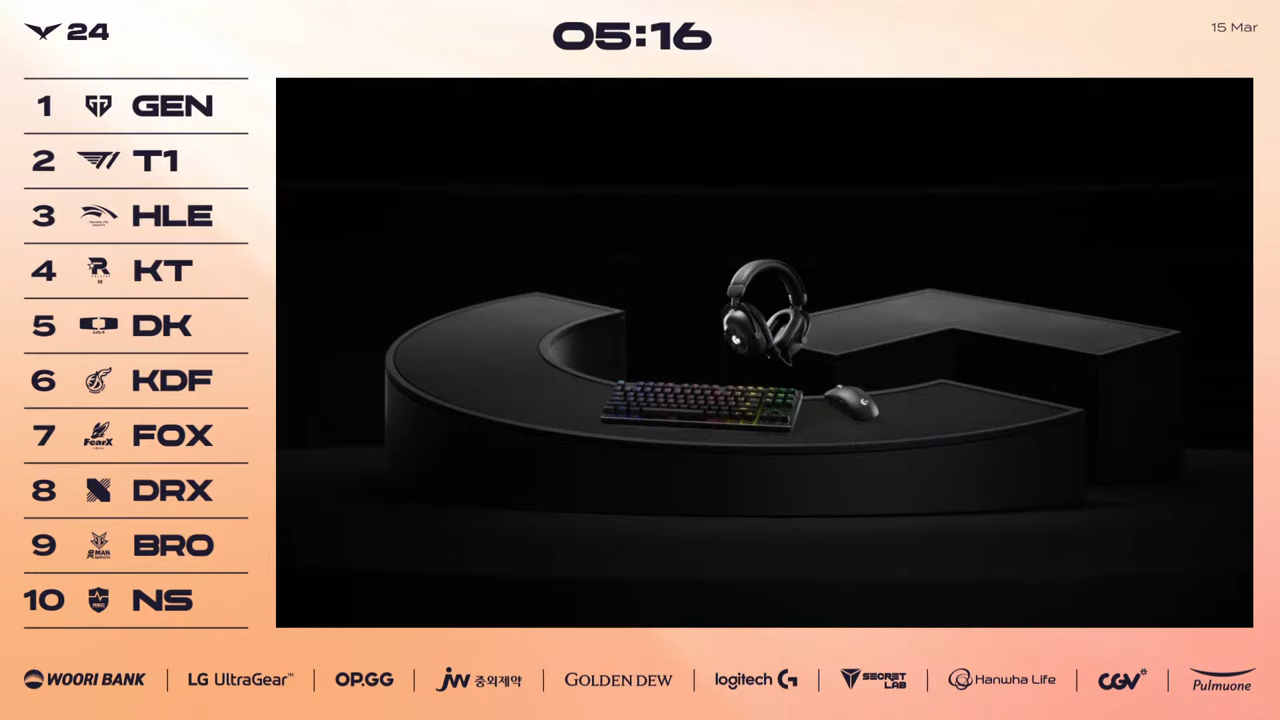 24
05:16
15 Mar
1 GEN
2 T1
3 HLE
4 KT
5 DK
6 KDF
7 FearX FOX
8 DRX
9 BRO
10 NS
WOORI BANK
LG UltraGear™
OP.GG
jw 중외제약
GOLDEN DEW
logitech G
SECRET LAB
Hanwha Life
CGV
Pulmuone